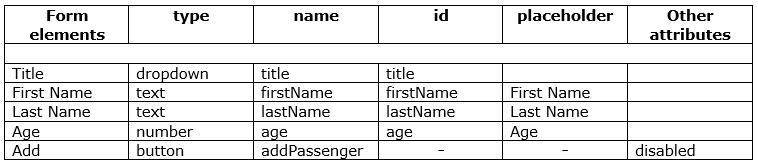 Form elements type name id placeholder Other attributes
Title dropdown title title
First Name text firstName firstName First Name
Last Name text lastName lastName Last Name
Age number age age Age
Add button addPassenger - - disabled